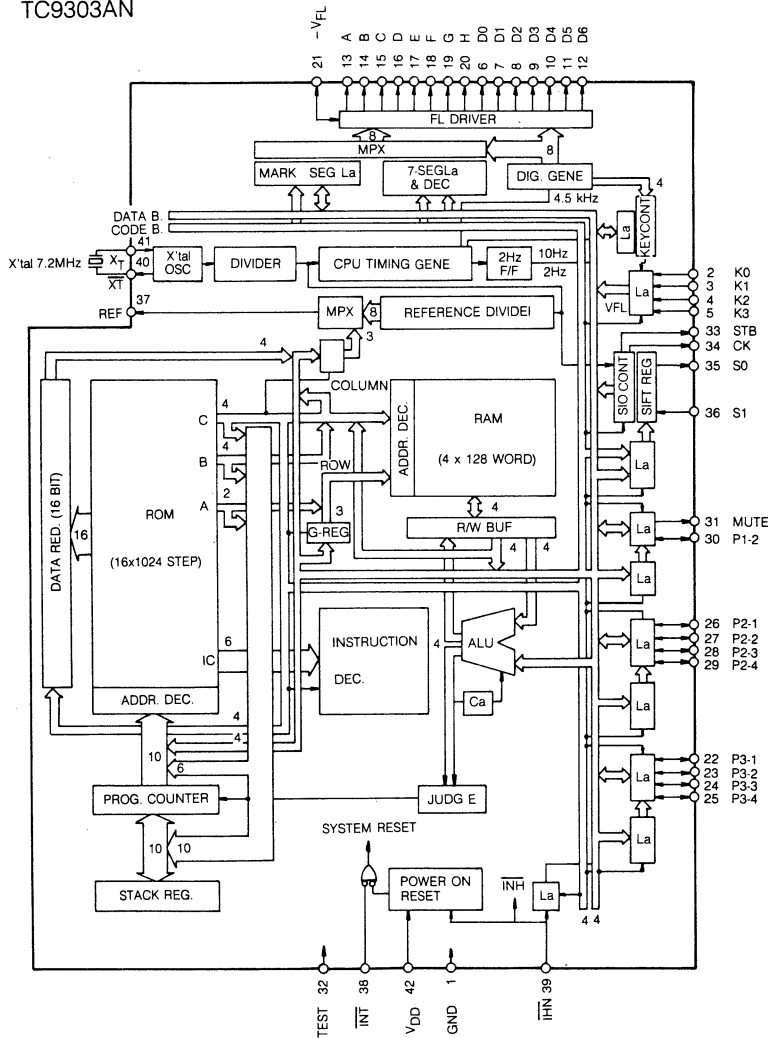 TC9303AN
21 −VFL
13 A
14 B
15 C
16 D
17 E
18 F
19 G
20 H
6 D0
7 D1
8 D2
9 D3
10 D4
11 D5
12 D6
FL DRIVER
8
8
MPX
MARK SEG La
7-SEGLa & DEC
DIG. GENE
4
4.5 kHz
DATA B.
CODE B.
La
KEYCONT
41
X'tal 7.2MHz
XT
40
XT
X'tal OSC
DIVIDER
CPU TIMING GENE
2Hz F/F
10Hz
2Hz
VFL
La
2 K0
3 K1
4 K2
5 K3
37
REF
MPX
8
REFERENCE DIVIDEI
3
33 STB
34 CK
35 S0
36 S1
SIO CONT
SIFT REG
La
4
COLUMN
DATA RED. (16 BIT)
16
ROM
(16x1024 STEP)
4
C
4
B
2
A
ROW
3
G-REG
ADDR. DEC.
RAM
(4 x 128 WORD)
4
R/W BUF
4
4
La
31 MUTE
30 P1-2
La
6
IC
INSTRUCTION DEC.
4
ALU
Ca
La
26 P2-1
27 P2-2
28 P2-3
29 P2-4
La
ADDR. DEC.
4
4
10
6
PROG. COUNTER
JUDG E
La
22 P3-1
23 P3-2
24 P3-3
25 P3-4
La
10
10
STACK REG.
SYSTEM RESET
POWER ON RESET
INH
La
4
4
TEST 32
INT 38
VDD 42
GND 1
IHN 39